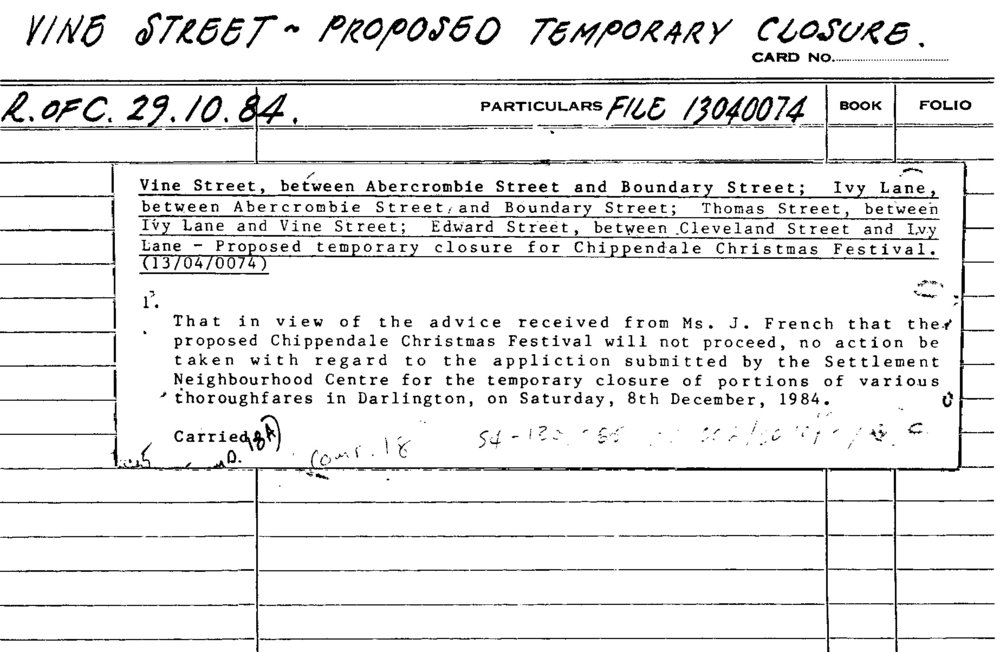 VINE STREET ~ PROPOSED TEMPORARY CLOSURE.
CARD NO.
R. OF C. 29.10.84. PARTICULARS FILE 13040074 BOOK FOLIO
Vine Street, between Abercrombie Street and Boundary Street; Ivy Lane,
between Abercrombie Street, and Boundary Street; Thomas Street, between
Ivy Lane and Vine Street; Edward Street, between Cleveland Street and Ivy
Lane - Proposed temporary closure for Chippendale Christmas Festival.
(13/04/0074)
1.
That in view of the advice received from Ms. J. French that the
proposed Chippendale Christmas Festival will not proceed, no action be
taken with regard to the appliction submitted by the Settlement
Neighbourhood Centre for the temporary closure of portions of various
thoroughfares in Darlington, on Saturday, 8th December, 1984.
Carried 18A)